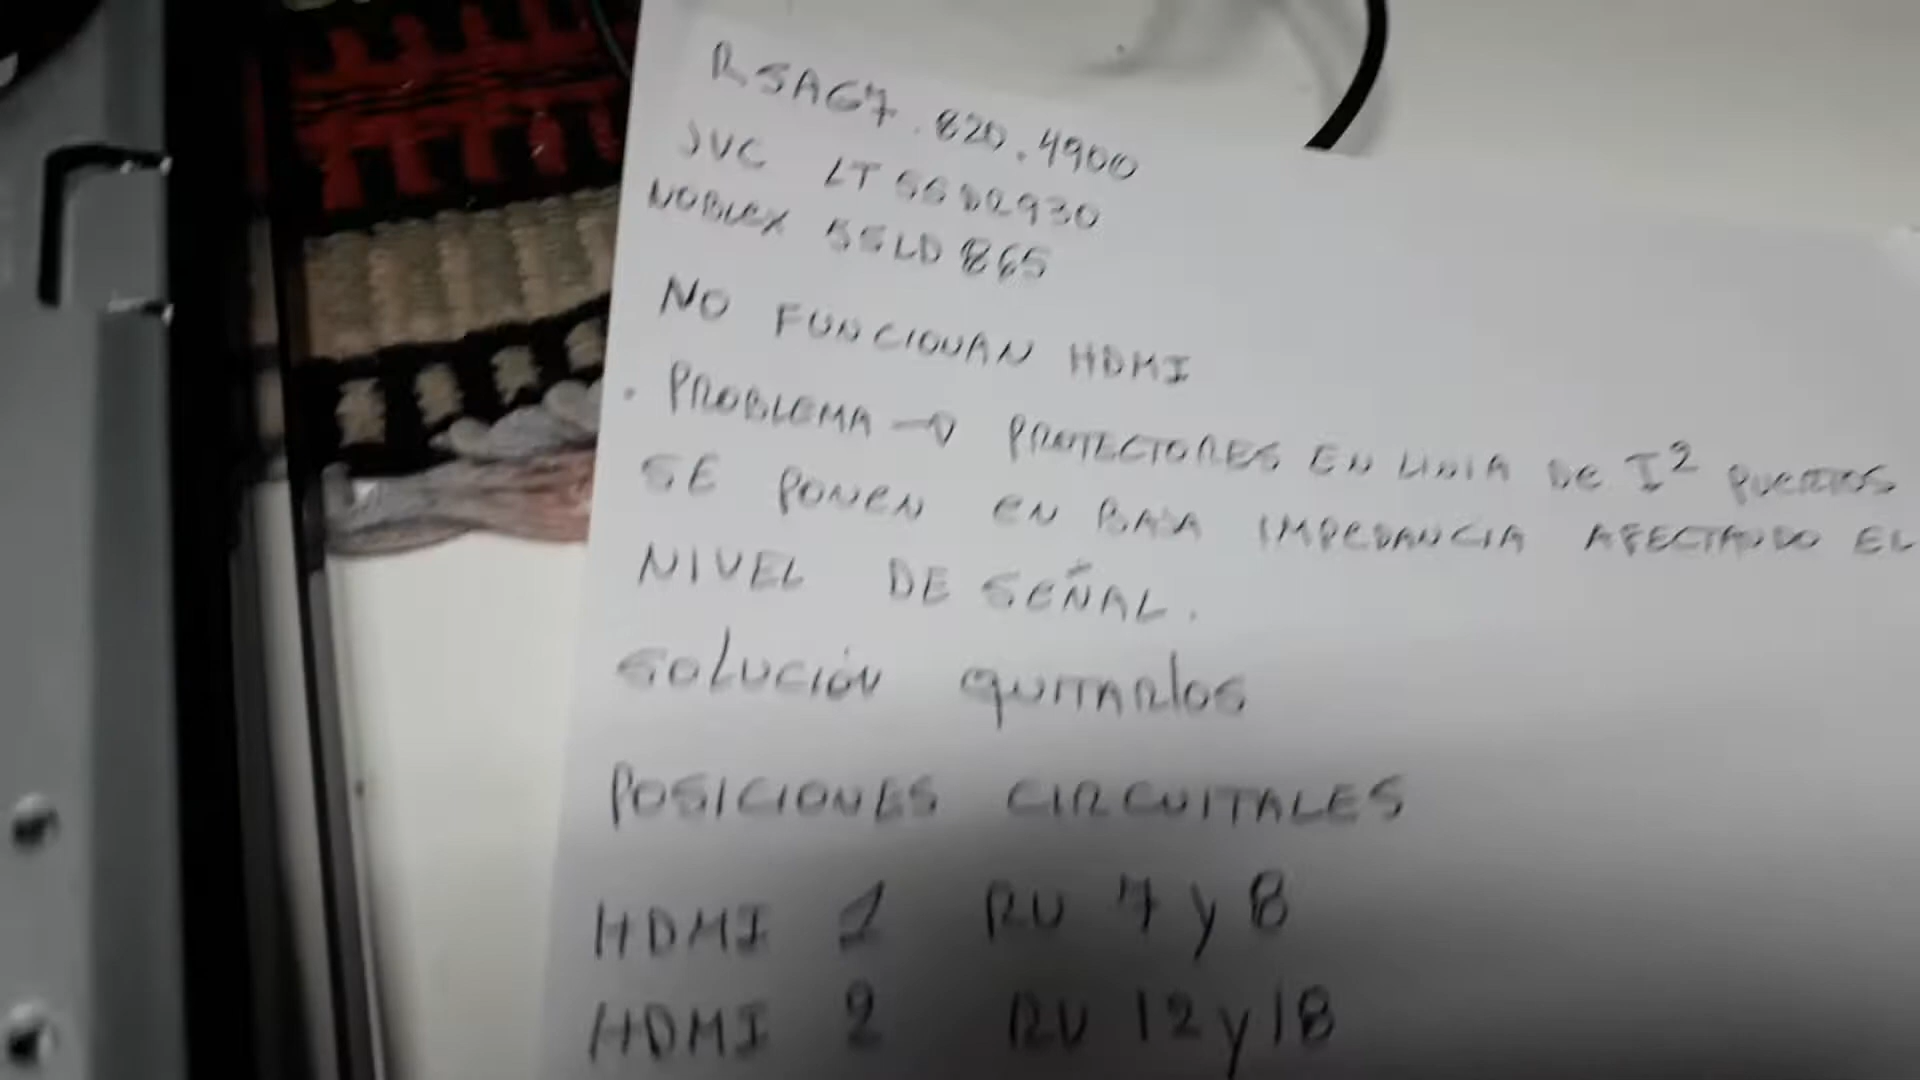 RSAG7.820.4900
JVC LT55DR930
NOBLEX 55LD865
NO FUNCIONAN HDMI
. PROBLEMA → PROTECTORES EN LINIA DE I² PUERTOS
SE PONEN EN BAJA IMPEDANCIA AFECTANDO EL
NIVEL DE SEÑAL.
SOLUCIÓN QUITARLOS
POSICIONES CIRCUITALES
HDMI 1 RV 7 y 8
HDMI 2 RV 12 y 18